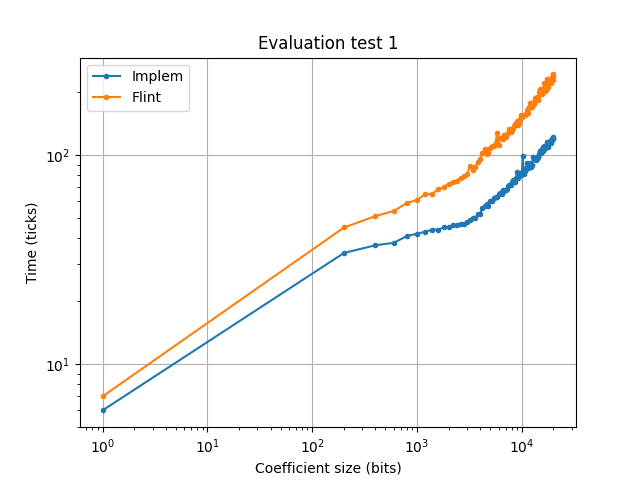 Evaluation test 1
Implem
Flint
Time (ticks)
10²
10¹
10⁰ 10¹ 10² 10³ 10⁴
Coefficient size (bits)